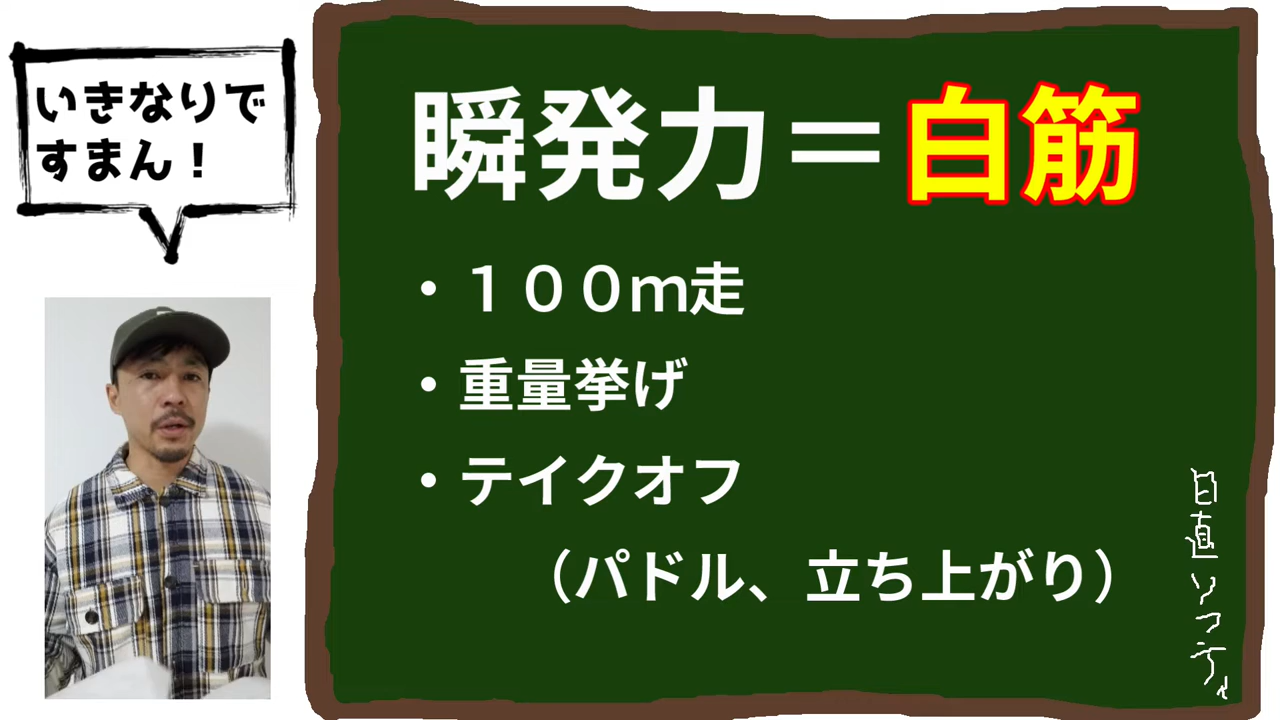 いきなりで
すまん！
瞬発力＝白筋
・１００ｍ走
・重量挙げ
・テイクオフ
（パドル、立ち上がり）
日直ソフティ